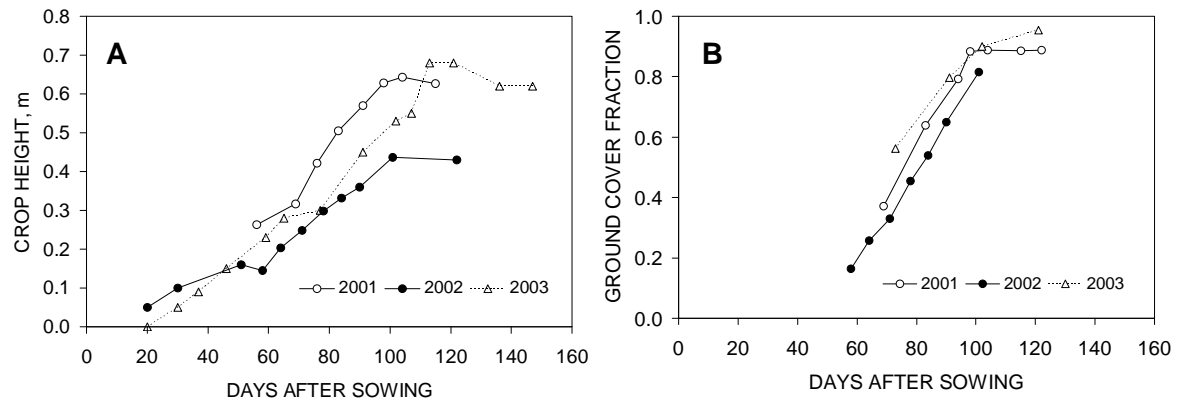 A
CROP HEIGHT, m
0.8
0.7
0.6
0.5
0.4
0.3
0.2
0.1
0.0
2001 2002 2003
0 20 40 60 80 100 120 140 160
DAYS AFTER SOWING
B
GROUND COVER FRACTION
1.0
0.8
0.6
0.4
0.2
0.0
2001 2002 2003
0 20 40 60 80 100 120 140 160
DAYS AFTER SOWING